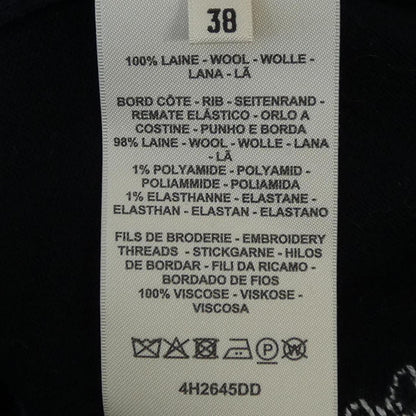 38
100% LAINE - WOOL - WOLLE -
LANA - LÃ
BORD CÔTE - RIB - SEITENRAND -
REMATE ELÁSTICO - ORLO A
COSTINE - PUNHO E BORDA
98% LAINE - WOOL - WOLLE - LANA
- LÃ
1% POLYAMIDE - POLYAMID -
POLIAMMIDE - POLIAMIDA
1% ELASTHANNE - ELASTANE -
ELASTHAN - ELASTAN - ELASTANO
FILS DE BRODERIE - EMBROIDERY
THREADS - STICKGARNE - HILOS
DE BORDAR - FILI DA RICAMO -
BORDADO DE FIOS
100% VISCOSE - VISKOSE -
VISCOSA
P W
4H2645DD